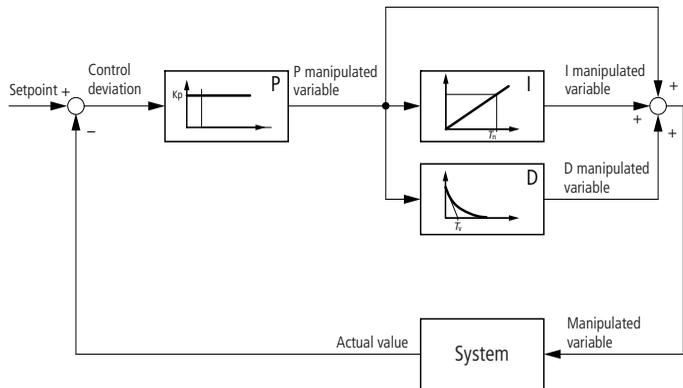 Setpoint +
Control
deviation
–
P
Kp
P manipulated
variable
I
Tn
I manipulated
variable
+
+
+
D
Tv
D manipulated
variable
System
Manipulated
variable
Actual value